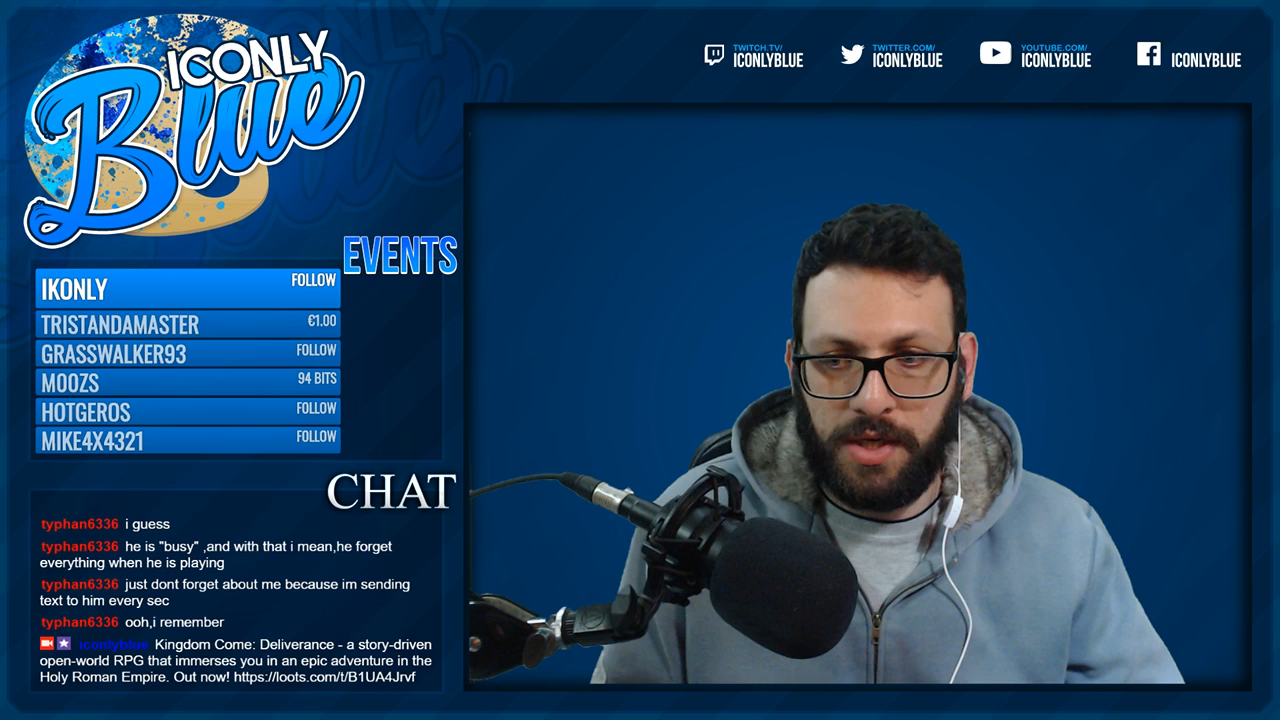 ICONLY
Blue
TWITCH.TV/
ICONLYBLUE
TWITTER.COM/
ICONLYBLUE
YOUTUBE.COM/
ICONLYBLUE
ICONLYBLUE
EVENTS
IKONLY FOLLOW
TRISTANDAMASTER €1.00
GRASSWALKER93 FOLLOW
MOOZS 94 BITS
HOTGEROS FOLLOW
MIKE4X4321 FOLLOW
CHAT
typhan6336 i guess
typhan6336 he is "busy" ,and with that i mean,he forget
everything when he is playing
typhan6336 just dont forget about me because im sending
text to him every sec
typhan6336 ooh,i remember
iconlyblue Kingdom Come: Deliverance - a story-driven
open-world RPG that immerses you in an epic adventure in the
Holy Roman Empire. Out now! https://loots.com/t/B1UA4Jrvf